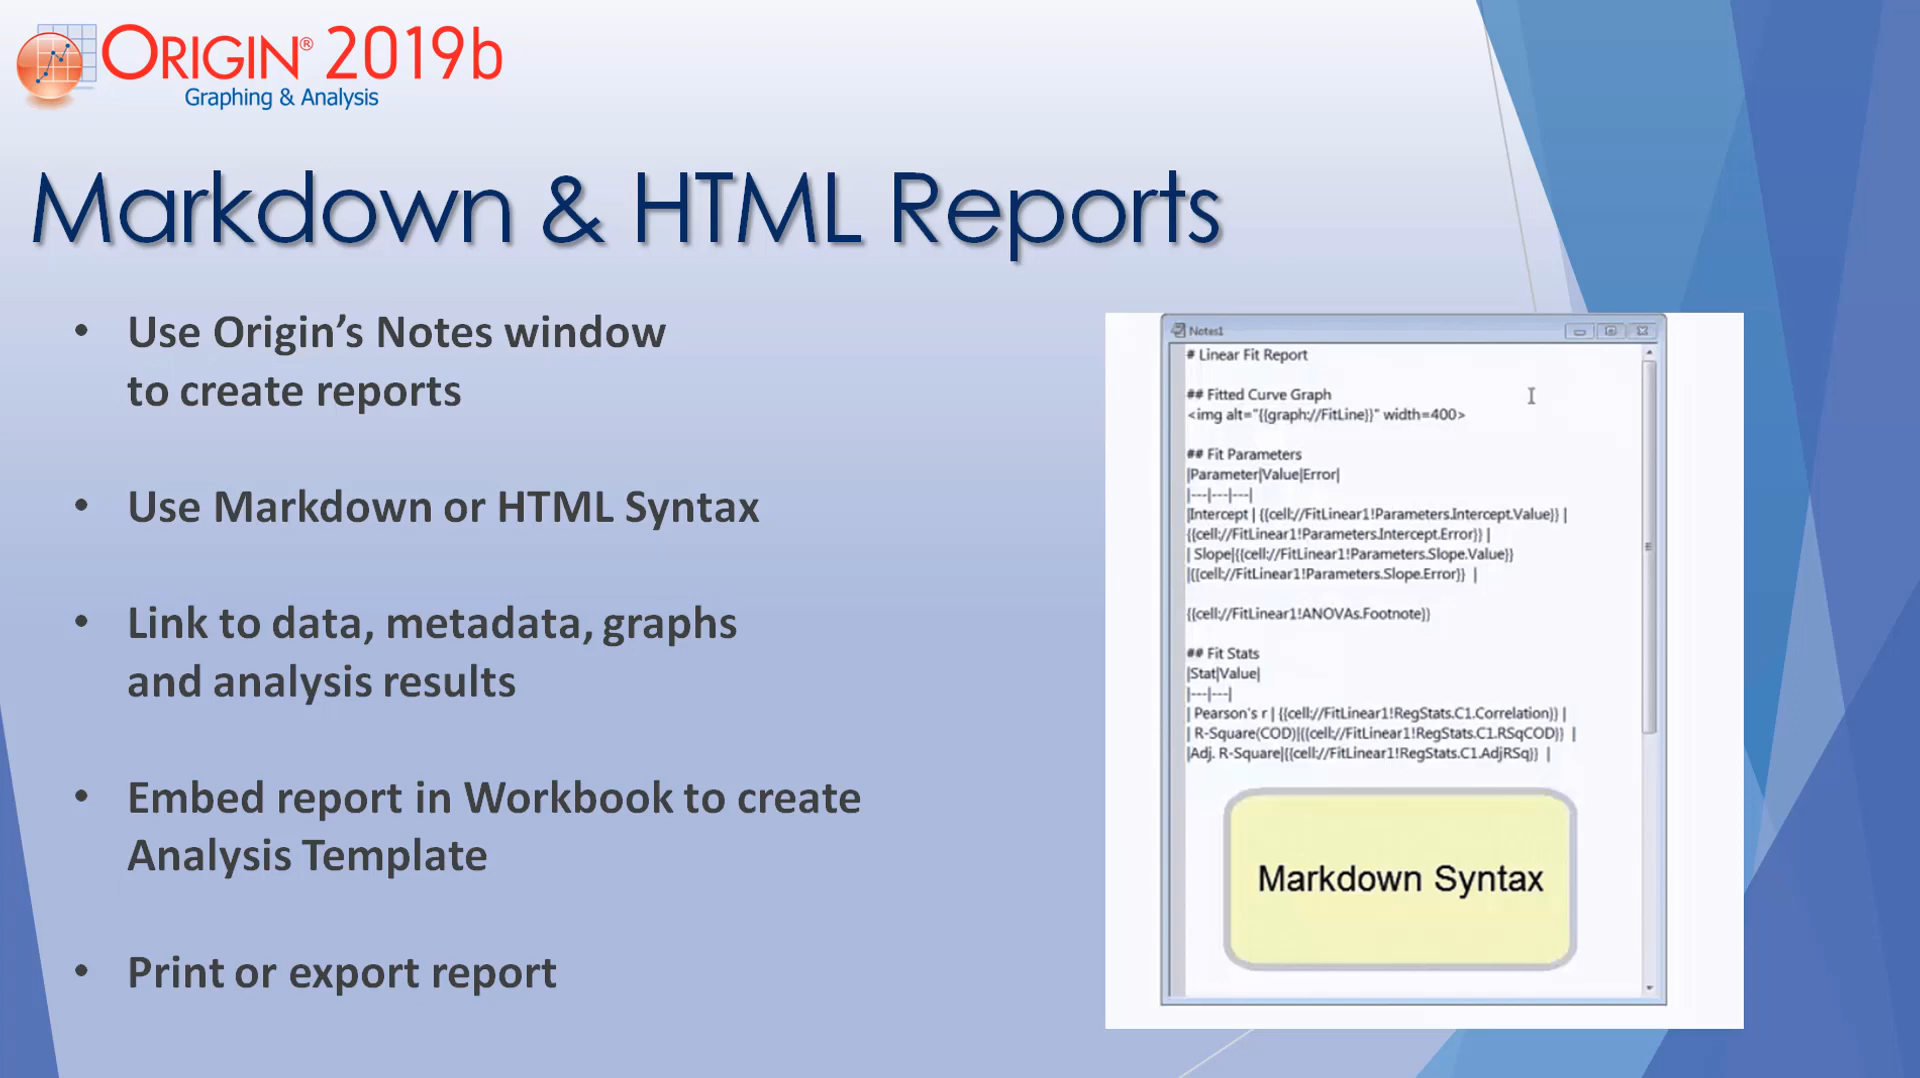 ORIGIN® 2019b
Graphing & Analysis
Markdown & HTML Reports
• Use Origin’s Notes window
to create reports
• Use Markdown or HTML Syntax
• Link to data, metadata, graphs
and analysis results
• Embed report in Workbook to create
Analysis Template
• Print or export report
Notes1
# Linear Fit Report
## Fitted Curve Graph
<img alt="{{graph://FitLine}}" width=400>
## Fit Parameters
|Parameter|Value|Error|
|---|---|---|
|Intercept | {{cell://FitLinear1!Parameters.Intercept.Value}} |
{{cell://FitLinear1!Parameters.Intercept.Error}} |
| Slope|{{cell://FitLinear1!Parameters.Slope.Value}}
|{{cell://FitLinear1!Parameters.Slope.Error}} |
{{cell://FitLinear1!ANOVAs.Footnote}}
## Fit Stats
|Stat|Value|
|---|---|
| Pearson's r | {{cell://FitLinear1!RegStats.C1.Correlation}} |
| R-Square(COD)|{{cell://FitLinear1!RegStats.C1.RSqCOD}} |
|Adj. R-Square|{{cell://FitLinear1!RegStats.C1.AdjRSq}} |
Markdown Syntax